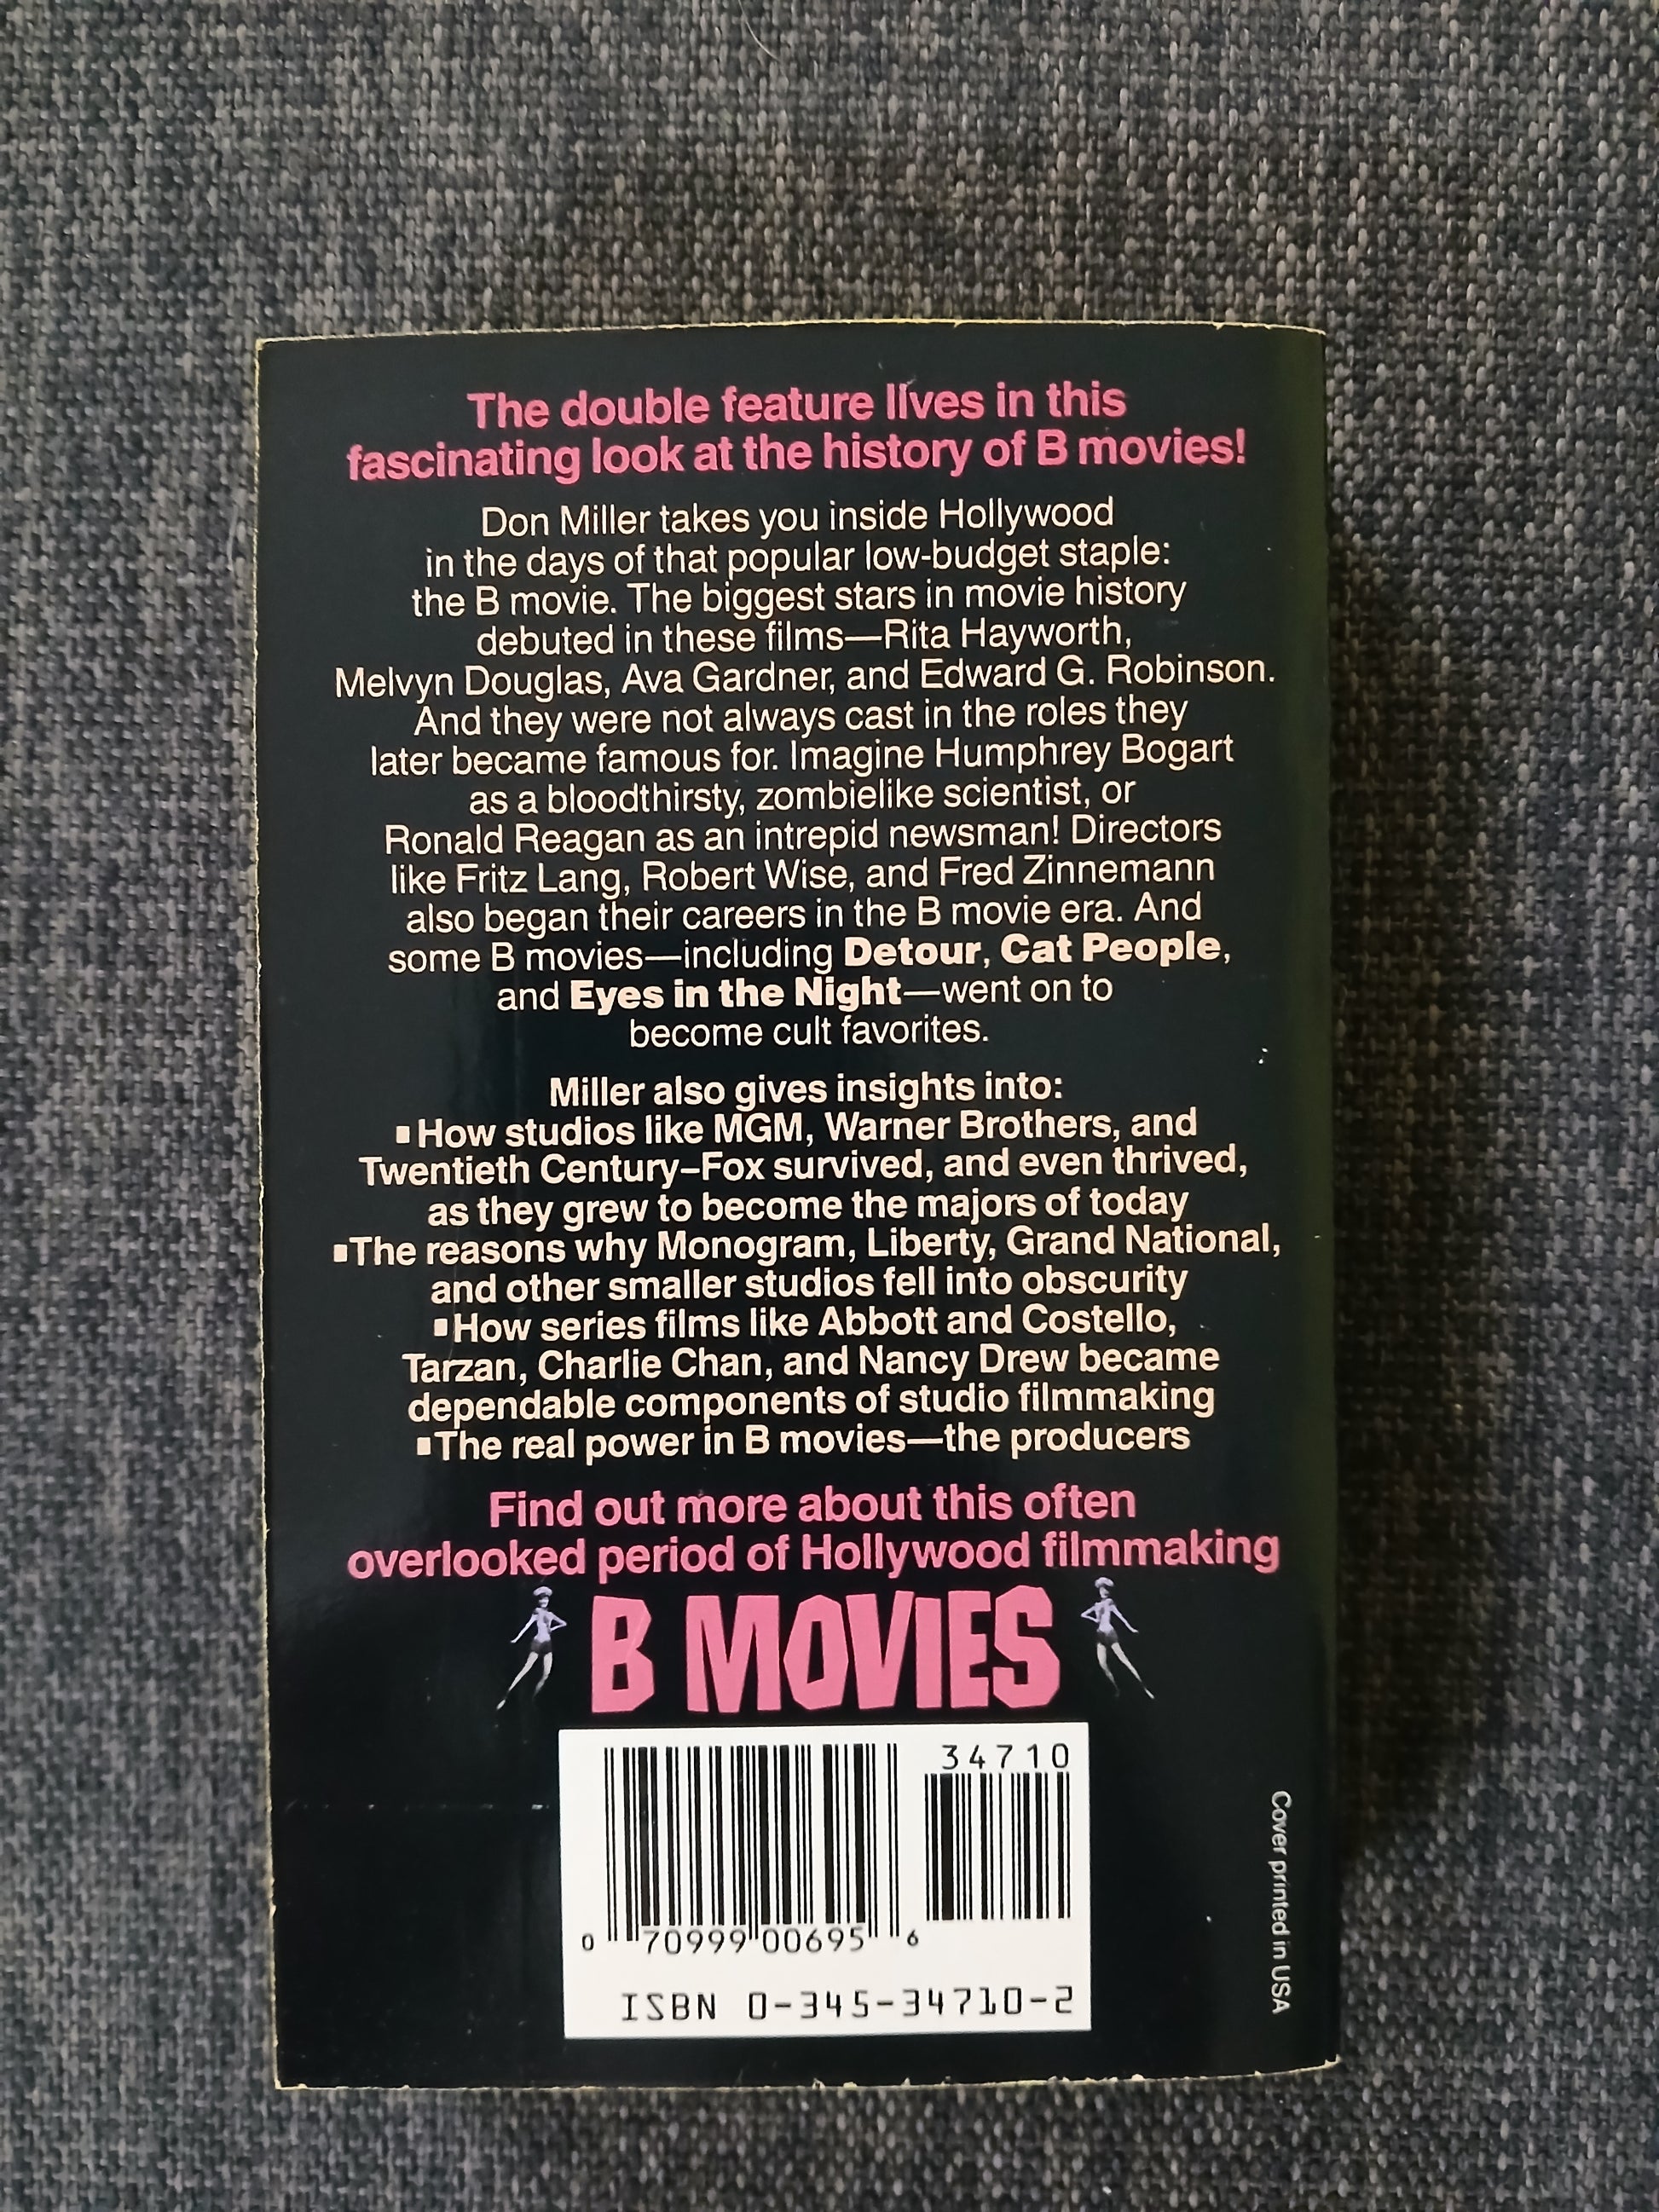 The double feature lives in this
fascinating look at the history of B movies!
Don Miller takes you inside Hollywood
in the days of that popular low-budget staple:
the B movie. The biggest stars in movie history
debuted in these films—Rita Hayworth,
Melvyn Douglas, Ava Gardner, and Edward G. Robinson.
And they were not always cast in the roles they
later became famous for. Imagine Humphrey Bogart
as a bloodthirsty, zombielike scientist, or
Ronald Reagan as an intrepid newsman! Directors
like Fritz Lang, Robert Wise, and Fred Zinnemann
also began their careers in the B movie era. And
some B movies—including Detour, Cat People,
and Eyes in the Night—went on to
become cult favorites.
Miller also gives insights into:
▪How studios like MGM, Warner Brothers, and
Twentieth Century–Fox survived, and even thrived,
as they grew to become the majors of today
▪The reasons why Monogram, Liberty, Grand National,
and other smaller studios fell into obscurity
▪How series films like Abbott and Costello,
Tarzan, Charlie Chan, and Nancy Drew became
dependable components of studio filmmaking
▪The real power in B movies—the producers
Find out more about this often
overlooked period of Hollywood filmmaking
B MOVIES
34710
0 70999 00695 6
ISBN 0-345-34710-2
Cover printed in USA